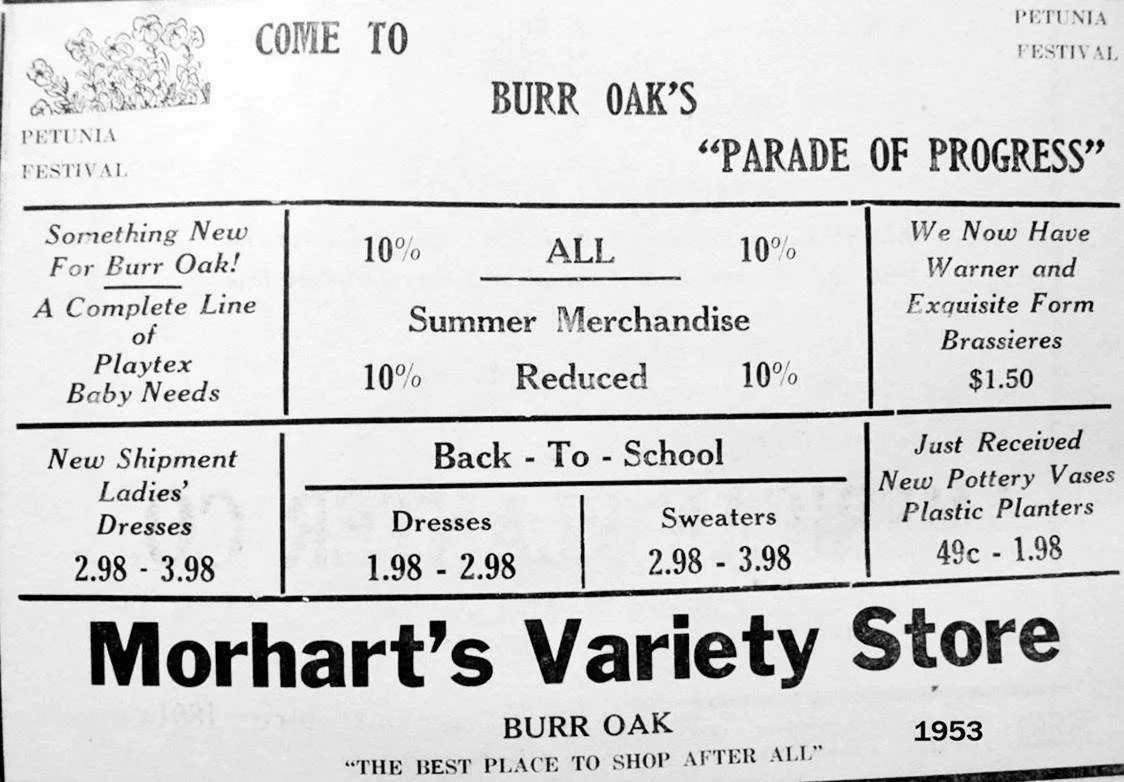 COME TO
BURR OAK'S
"PARADE OF PROGRESS"
PETUNIA
FESTIVAL
PETUNIA
FESTIVAL
Something New
For Burr Oak!
A Complete Line
of
Playtex
Baby Needs
10% ALL 10%
Summer Merchandise
10% Reduced 10%
We Now Have
Warner and
Exquisite Form
Brassieres
$1.50
New Shipment
Ladies'
Dresses
2.98 - 3.98
Back - To - School
Dresses
1.98 - 2.98
Sweaters
2.98 - 3.98
Just Received
New Pottery Vases
Plastic Planters
49c - 1.98
Morhart's Variety Store
BURR OAK
1953
"THE BEST PLACE TO SHOP AFTER ALL"